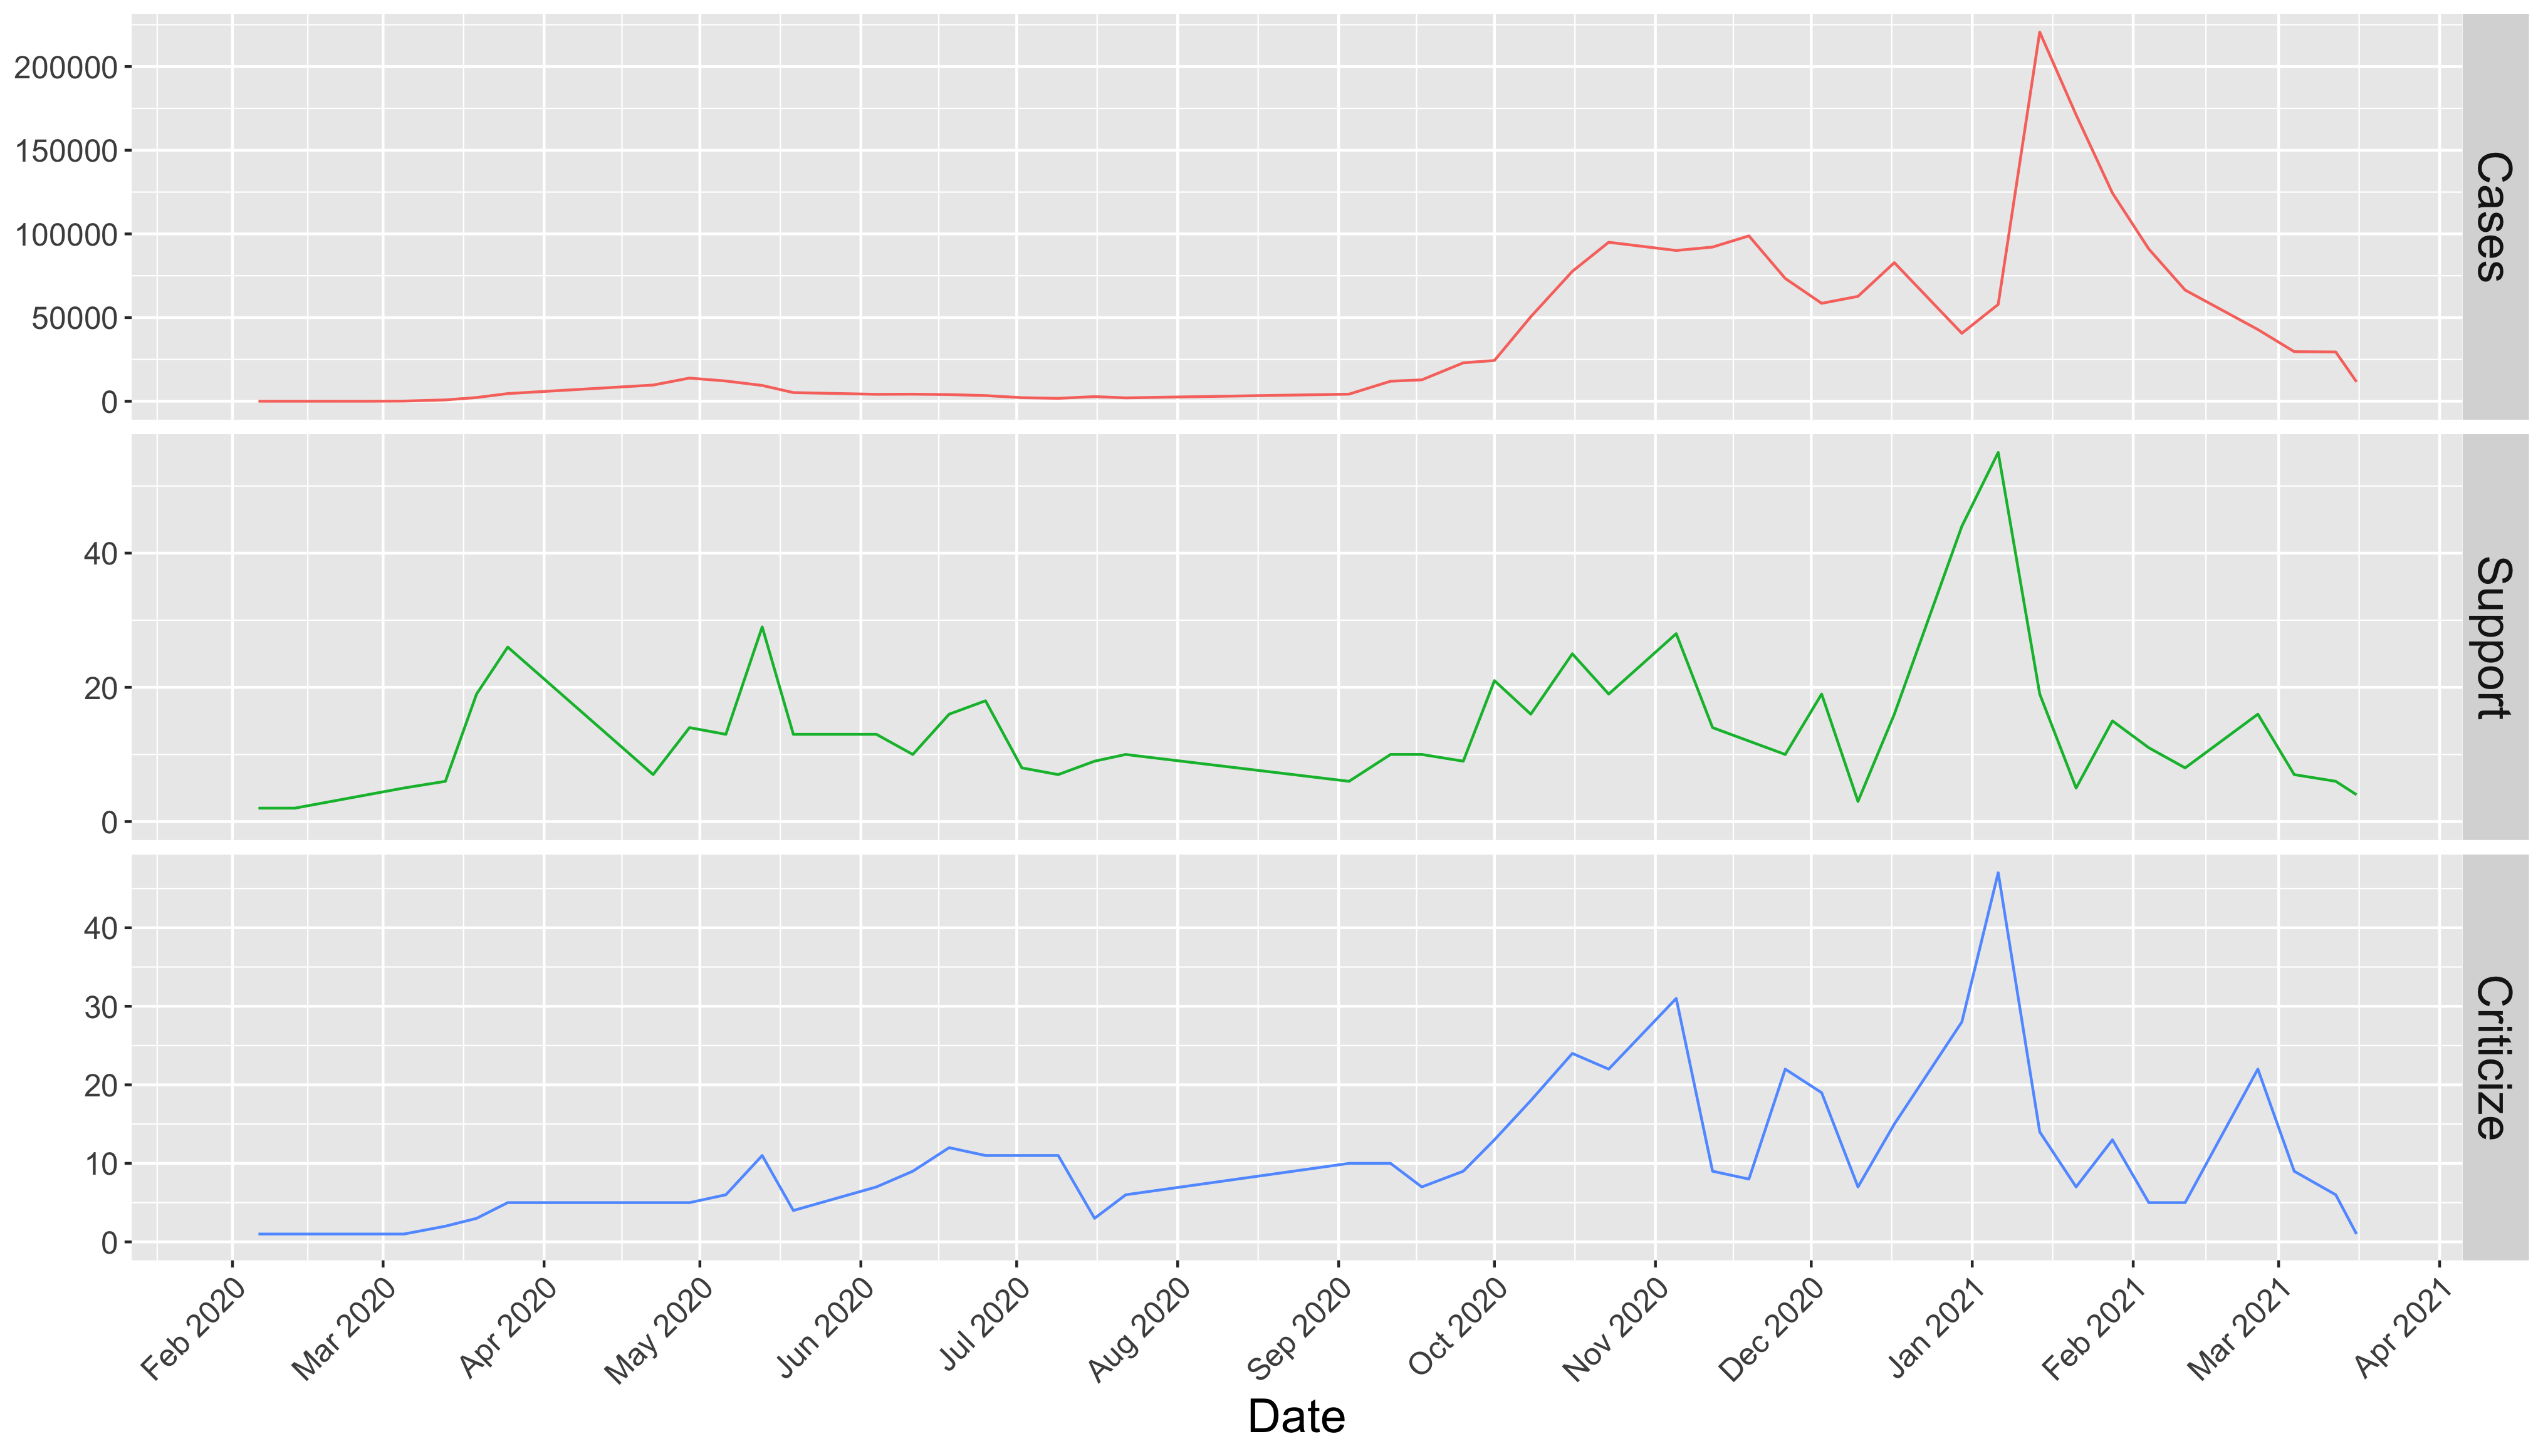 200000
150000
100000
50000
0
Cases
40
20
0
Support
40
30
20
10
0
Criticize
Feb 2020
Mar 2020
Apr 2020
May 2020
Jun 2020
Jul 2020
Aug 2020
Sep 2020
Oct 2020
Nov 2020
Dec 2020
Jan 2021
Feb 2021
Mar 2021
Apr 2021
Date